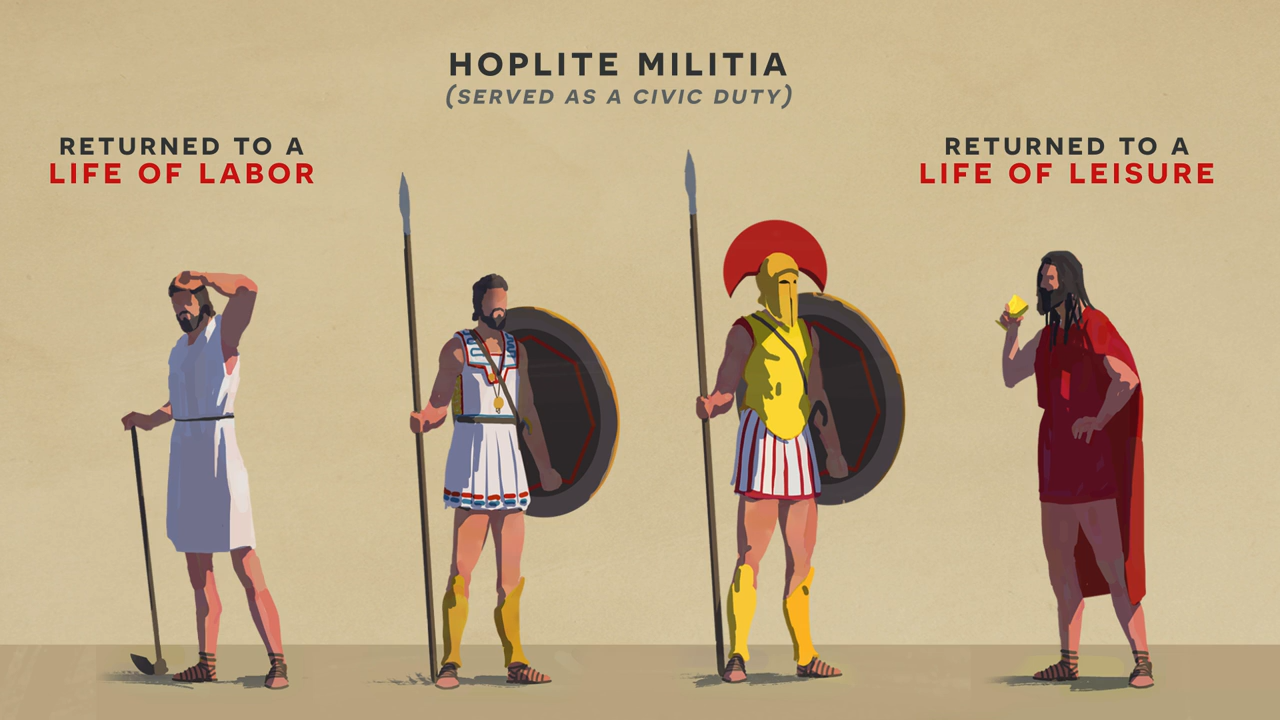 HOPLITE MILITIA
(SERVED AS A CIVIC DUTY)
RETURNED TO A
LIFE OF LABOR
RETURNED TO A
LIFE OF LEISURE